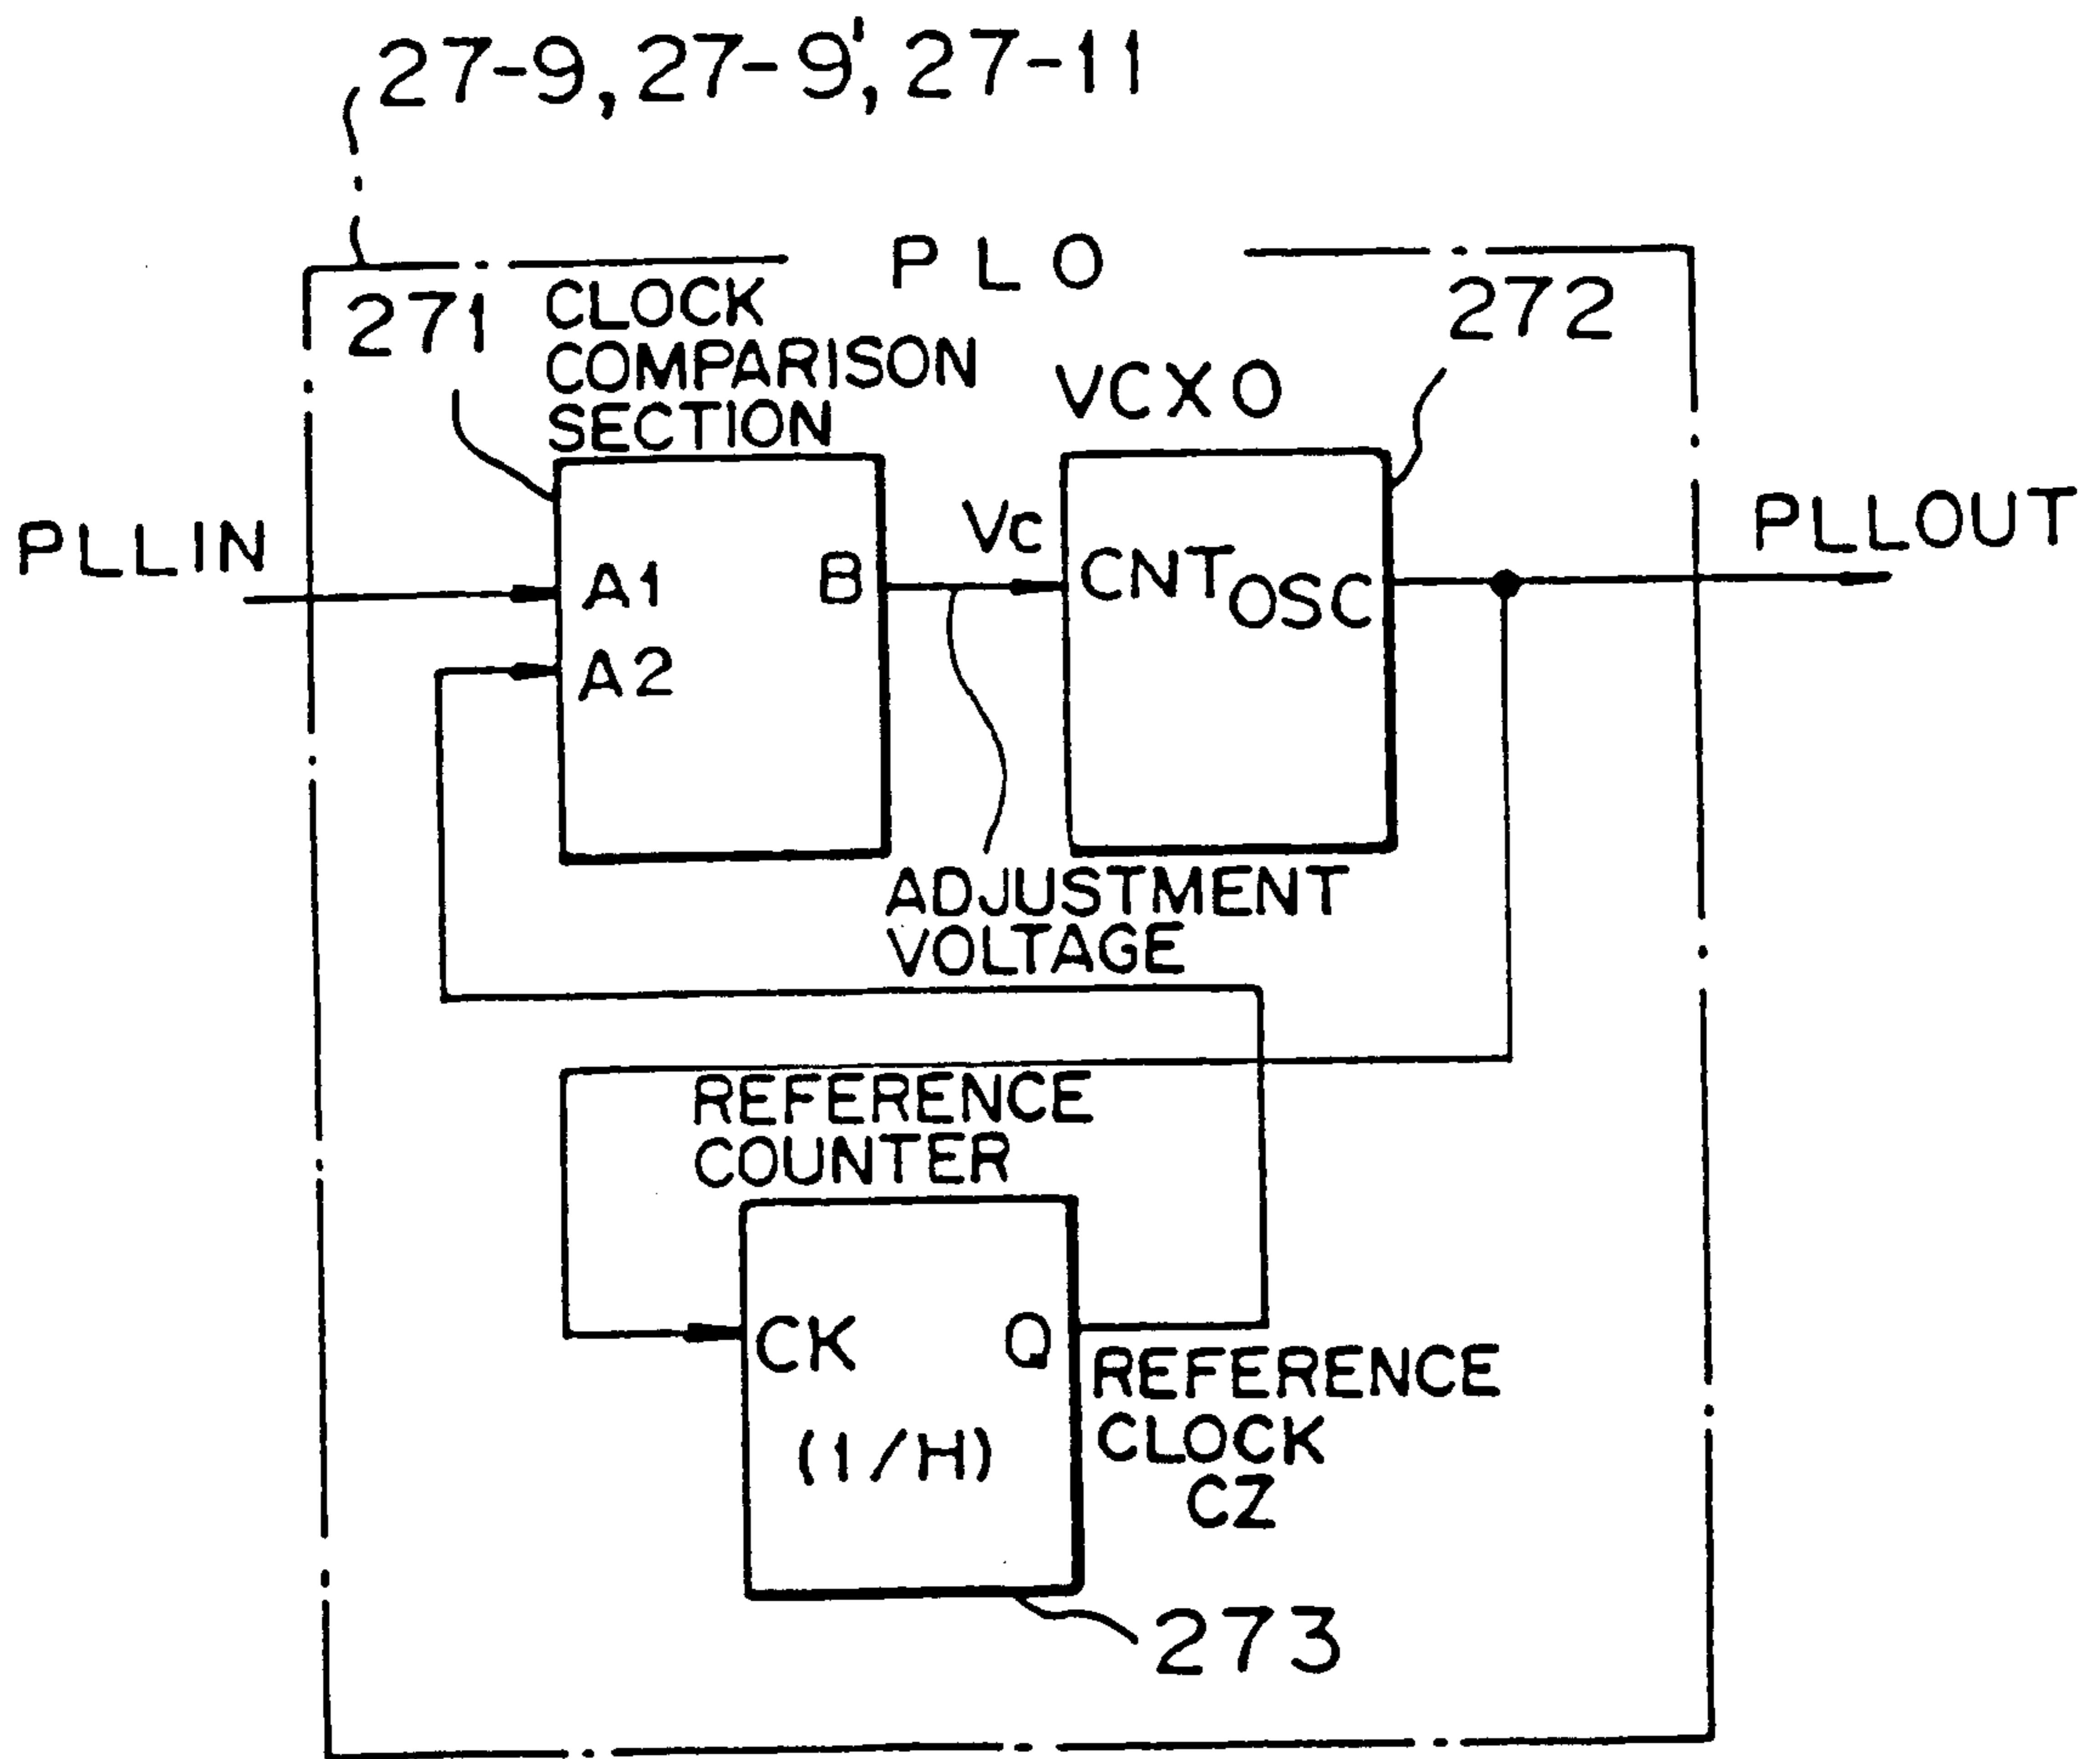 27-9, 27-9', 27-11
PLO
271
CLOCK
COMPARISON
SECTION
272
VCXO
PLLIN
A1
A2
B
Vc
CNT
OSC
PLLOUT
ADJUSTMENT
VOLTAGE
REFERENCE
COUNTER
CK
Q
(1/H)
REFERENCE
CLOCK
CZ
273